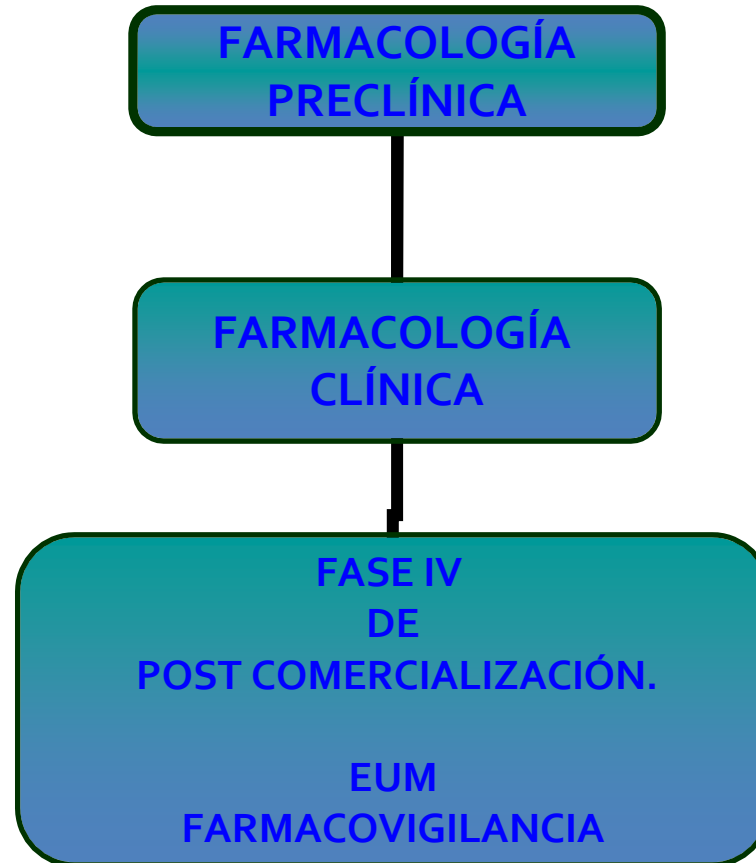 FARMACOLOGÍA
PRECLÍNICA
FARMACOLOGÍA
CLÍNICA
FASE IV
DE
POST COMERCIALIZACIÓN.
EUM
FARMACOVIGILANCIA